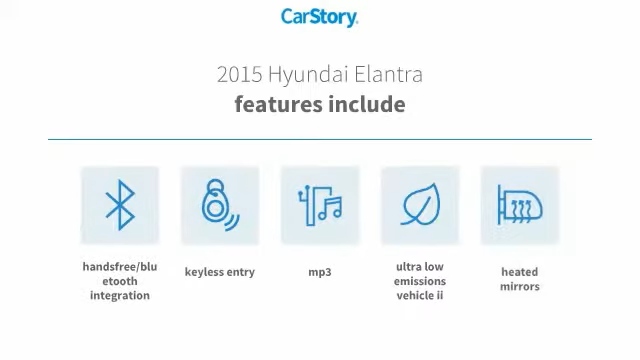 CarStory.
2015 Hyundai Elantra
features include
handsfree/blu
etooth
integration
keyless entry
mp3
ultra low
emissions
vehicle ii
heated
mirrors